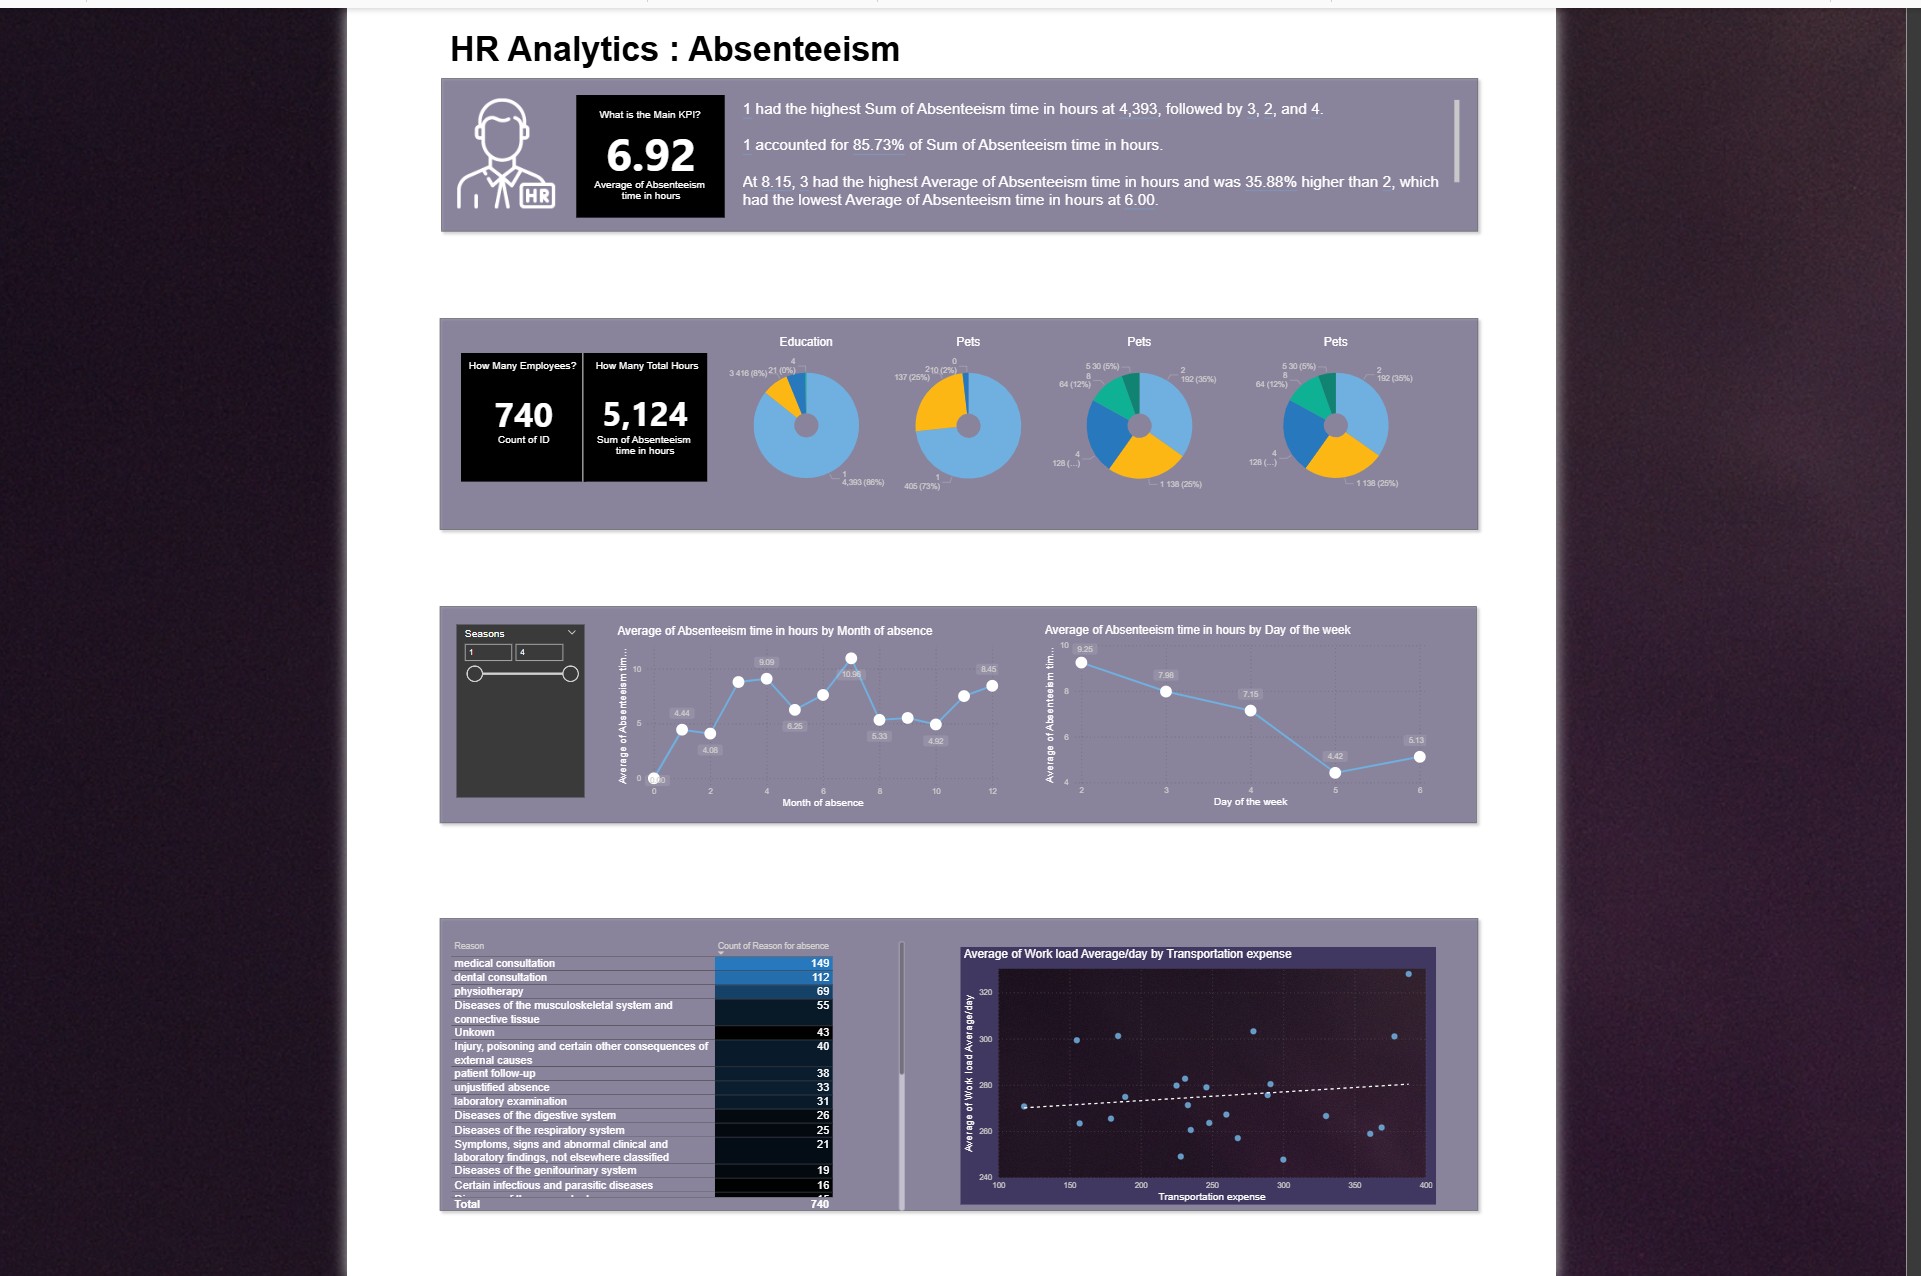 HR Analytics : Absenteeism
What is the Main KPI?
6.92
Average of Absenteeism
time in hours
HR
1 had the highest Sum of Absenteeism time in hours at 4,393, followed by 3, 2, and 4.
1 accounted for 85.73% of Sum of Absenteeism time in hours.
At 8.15, 3 had the highest Average of Absenteeism time in hours and was 35.88% higher than 2, which
had the lowest Average of Absenteeism time in hours at 6.00.
How Many Employees?
740
Count of ID
How Many Total Hours
5,124
Sum of Absenteeism
time in hours
Education
4
21 (0%)
3 416 (8%)
1
4,393 (86%)
Pets
0
10 (2%)
2
137 (25%)
1
405 (73%)
Pets
5 30 (5%)
8
64 (12%)
2
192 (35%)
4
128 (...)
1 138 (25%)
Pets
5 30 (5%)
8
64 (12%)
2
192 (35%)
4
128 (...)
1 138 (25%)
Seasons
1
4
Average of Absenteeism time in hours by Month of absence
Average of Absenteeism tim...
10
5
0
4.44
4.08
9.09
6.25
10.96
5.33
4.92
8.45
0
2
4
6
8
10
12
Month of absence
Average of Absenteeism time in hours by Day of the week
Average of Absenteeism tim...
10
8
6
4
9.25
7.98
7.15
4.42
5.13
2
3
4
5
6
Day of the week
Reason Count of Reason for absence
medical consultation 149
dental consultation 112
physiotherapy 69
Diseases of the musculoskeletal system and 55
connective tissue
Unkown 43
Injury, poisoning and certain other consequences of 40
external causes
patient follow-up 38
unjustified absence 33
laboratory examination 31
Diseases of the digestive system 26
Diseases of the respiratory system 25
Symptoms, signs and abnormal clinical and 21
laboratory findings, not elsewhere classified
Diseases of the genitourinary system 19
Certain infectious and parasitic diseases 16
Total 740
Average of Work load Average/day by Transportation expense
Average of Work load Average/day
320
300
280
260
240
100
150
200
250
300
350
400
Transportation expense